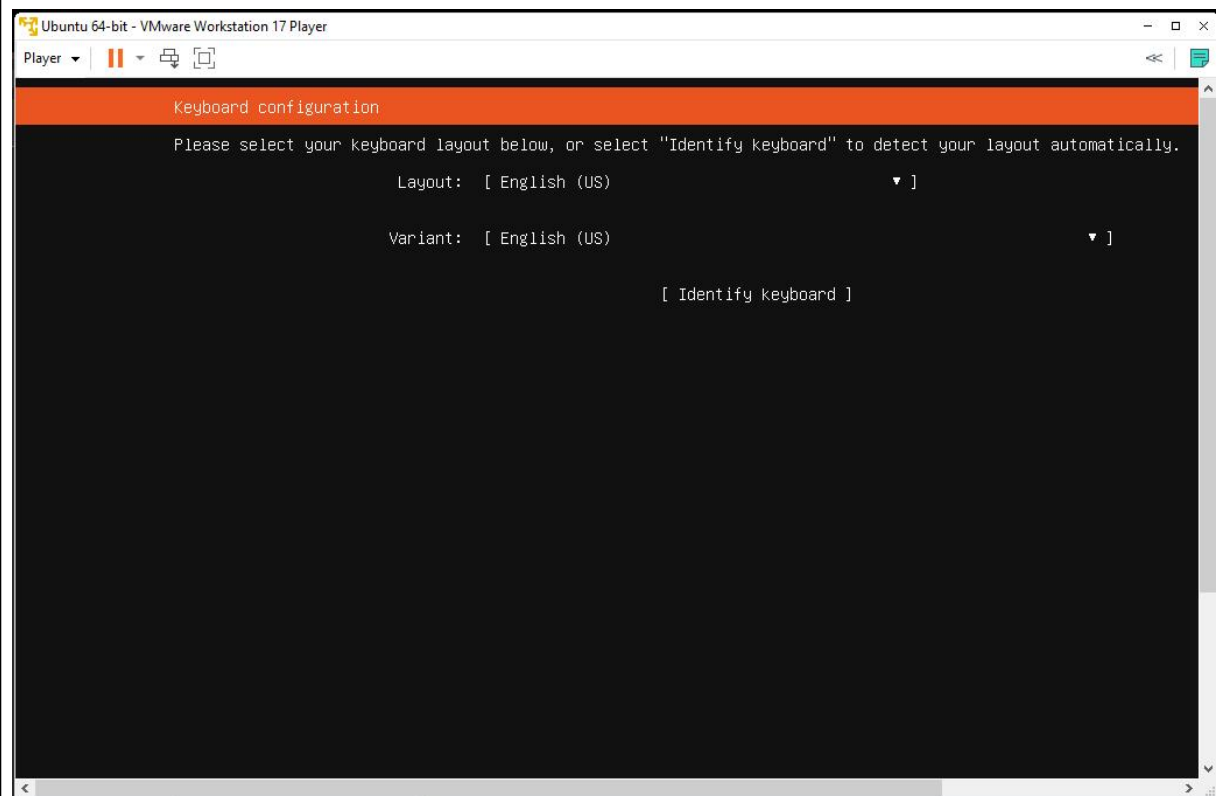 Ubuntu 64-bit - VMware Workstation 17 Player
Player
Keyboard configuration
Please select your keyboard layout below, or select "Identify keyboard" to detect your layout automatically.
Layout: [ English (US) ▼ ]
Variant: [ English (US) ▼ ]
[ Identify keyboard ]